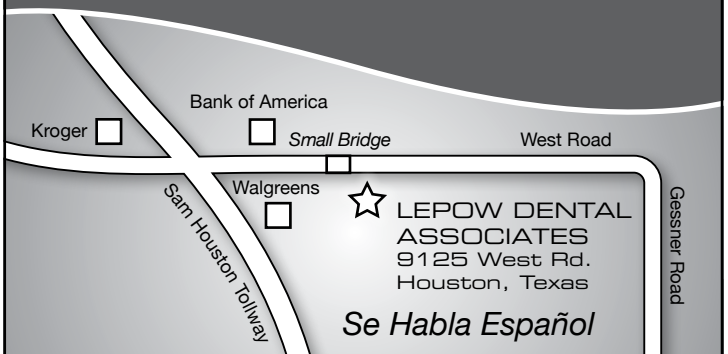 Bank of America
Kroger
Small Bridge
West Road
Walgreens
Sam Houston Tollway
Gessner Road
LEPOW DENTAL
ASSOCIATES
9125 West Rd.
Houston, Texas
Se Habla Español